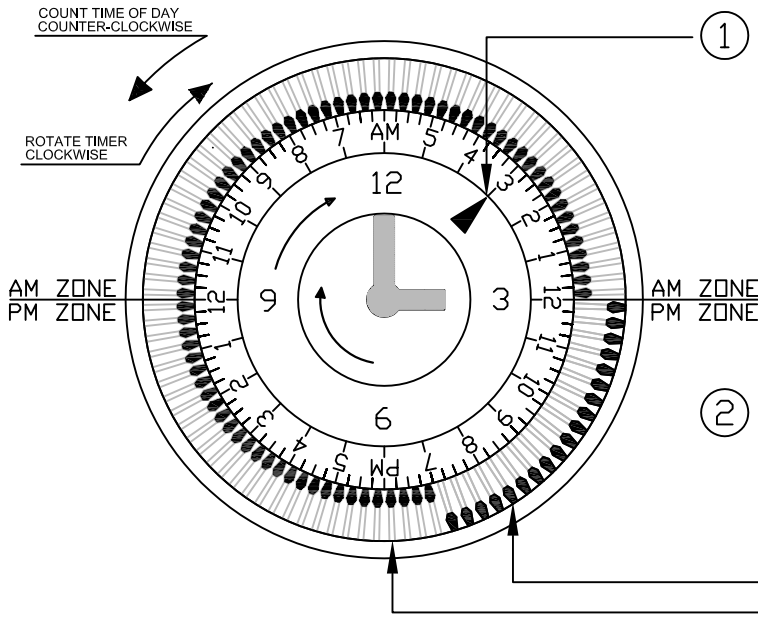 COUNT TIME OF DAY
COUNTER-CLOCKWISE
1
ROTATE TIMER
CLOCKWISE
AM
5
4
3
2
1
12
11
10
9
8
7
PM
5
4
3
2
1
12
11
10
9
8
7
12
3
6
9
AM ZONE
PM ZONE
AM ZONE
PM ZONE
2